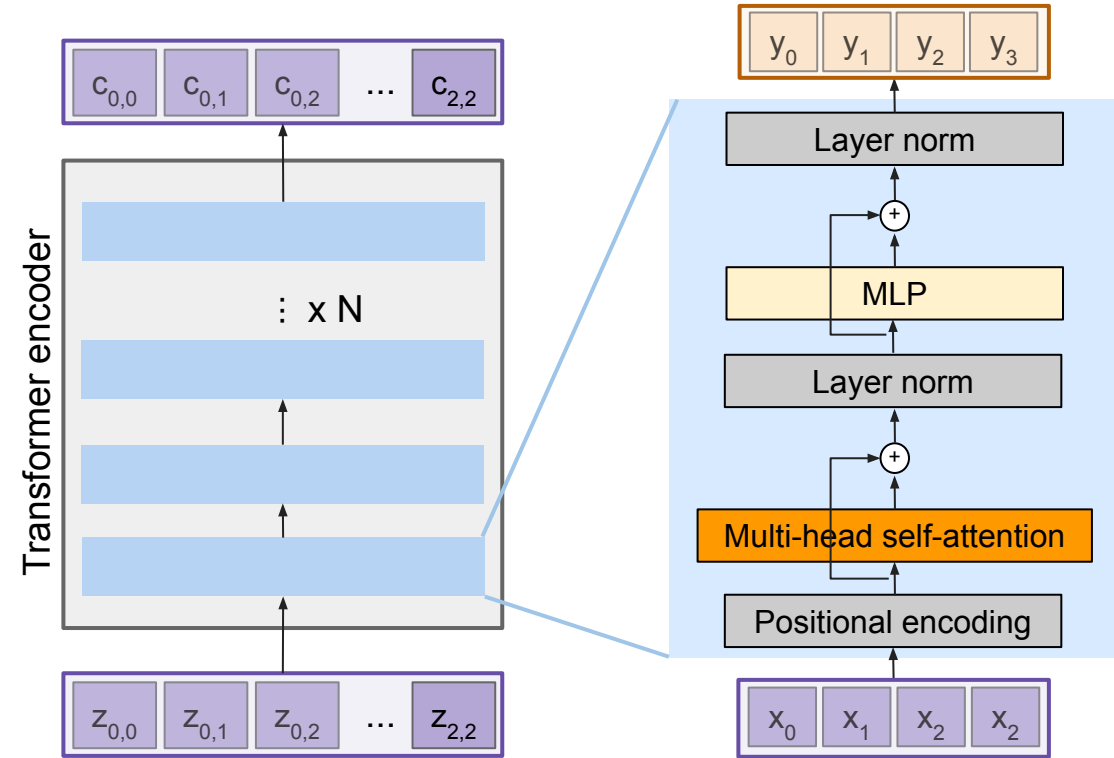 c0,0 c0,1 c0,2 ... c2,2
Transformer encoder
⋮ x N
z0,0 z0,1 z0,2 ... z2,2
y0 y1 y2 y3
Layer norm
+
MLP
Layer norm
+
Multi-head self-attention
Positional encoding
x0 x1 x2 x2